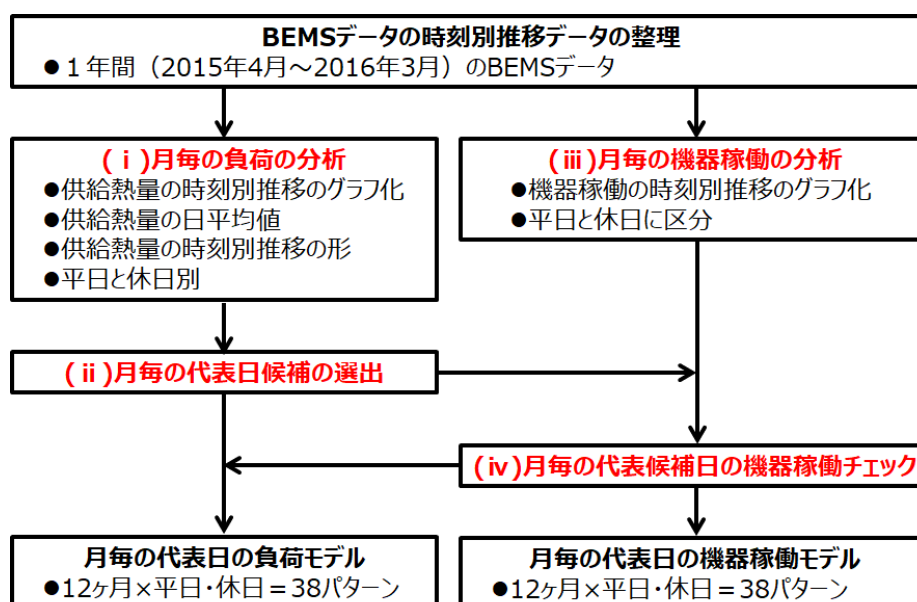 BEMSデータの時刻別推移データの整理
●１年間（2015年4月～2016年3月）のBEMSデータ
(ⅰ)月毎の負荷の分析
●供給熱量の時刻別推移のグラフ化
●供給熱量の日平均値
●供給熱量の時刻別推移の形
●平日と休日別
(ⅲ)月毎の機器稼働の分析
●機器稼働の時刻別推移のグラフ化
●平日と休日に区分
(ⅱ)月毎の代表日候補の選出
(ⅳ)月毎の代表候補日の機器稼働チェック
月毎の代表日の負荷モデル
●12ヶ月×平日・休日＝38パターン
月毎の代表日の機器稼働モデル
●12ヶ月×平日・休日＝38パターン